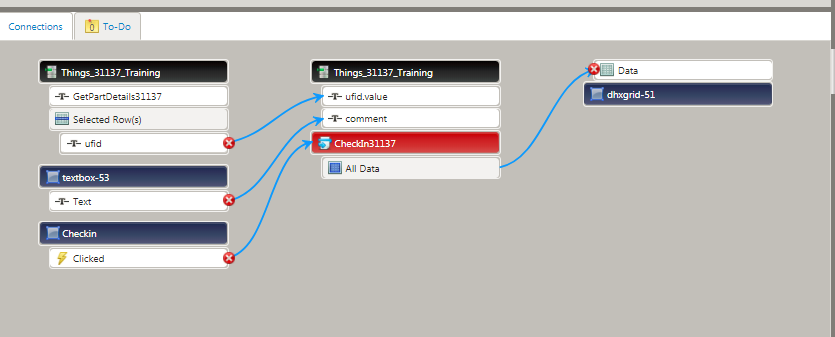 Connections
0 To-Do
Things_31137_Training
GetPartDetails31137
Selected Row(s)
ufid
textbox-53
Text
Checkin
Clicked
Things_31137_Training
ufid.value
comment
CheckIn31137
All Data
Data
dhxgrid-51